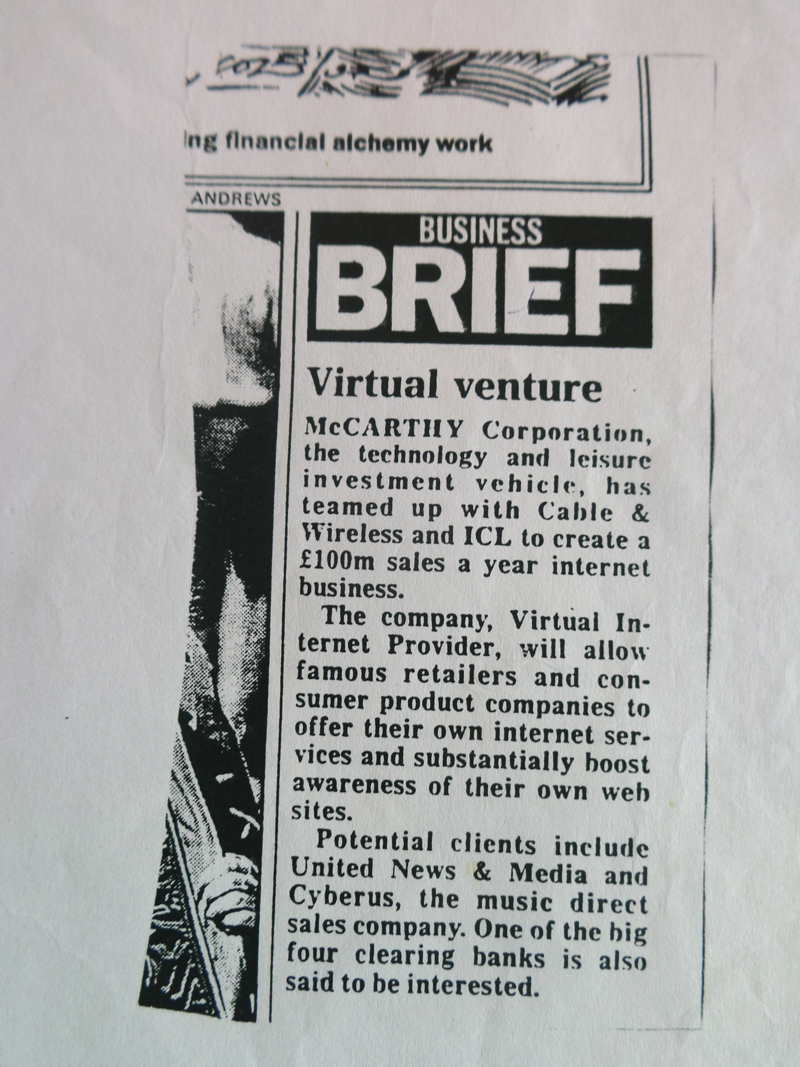 ing financial alchemy work
ANDREWS
BUSINESS
BRIEF
Virtual venture
McCARTHY Corporation,
the technology and leisure
investment vehicle, has
teamed up with Cable &
Wireless and ICL to create a
£100m sales a year internet
business.
The company, Virtual In-
ternet Provider, will allow
famous retailers and con-
sumer product companies to
offer their own internet ser-
vices and substantially boost
awareness of their own web
sites.
Potential clients include
United News & Media and
Cyberus, the music direct
sales company. One of the big
four clearing banks is also
said to be interested.